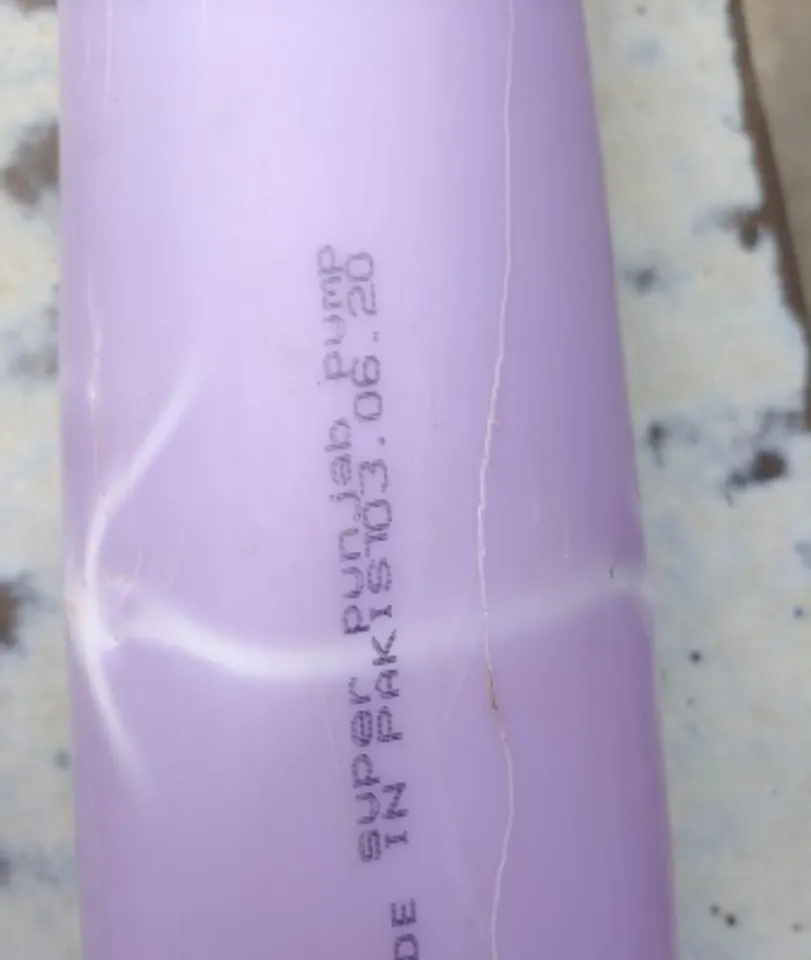 super punjab pump
DE IN PAKIST03.06.20